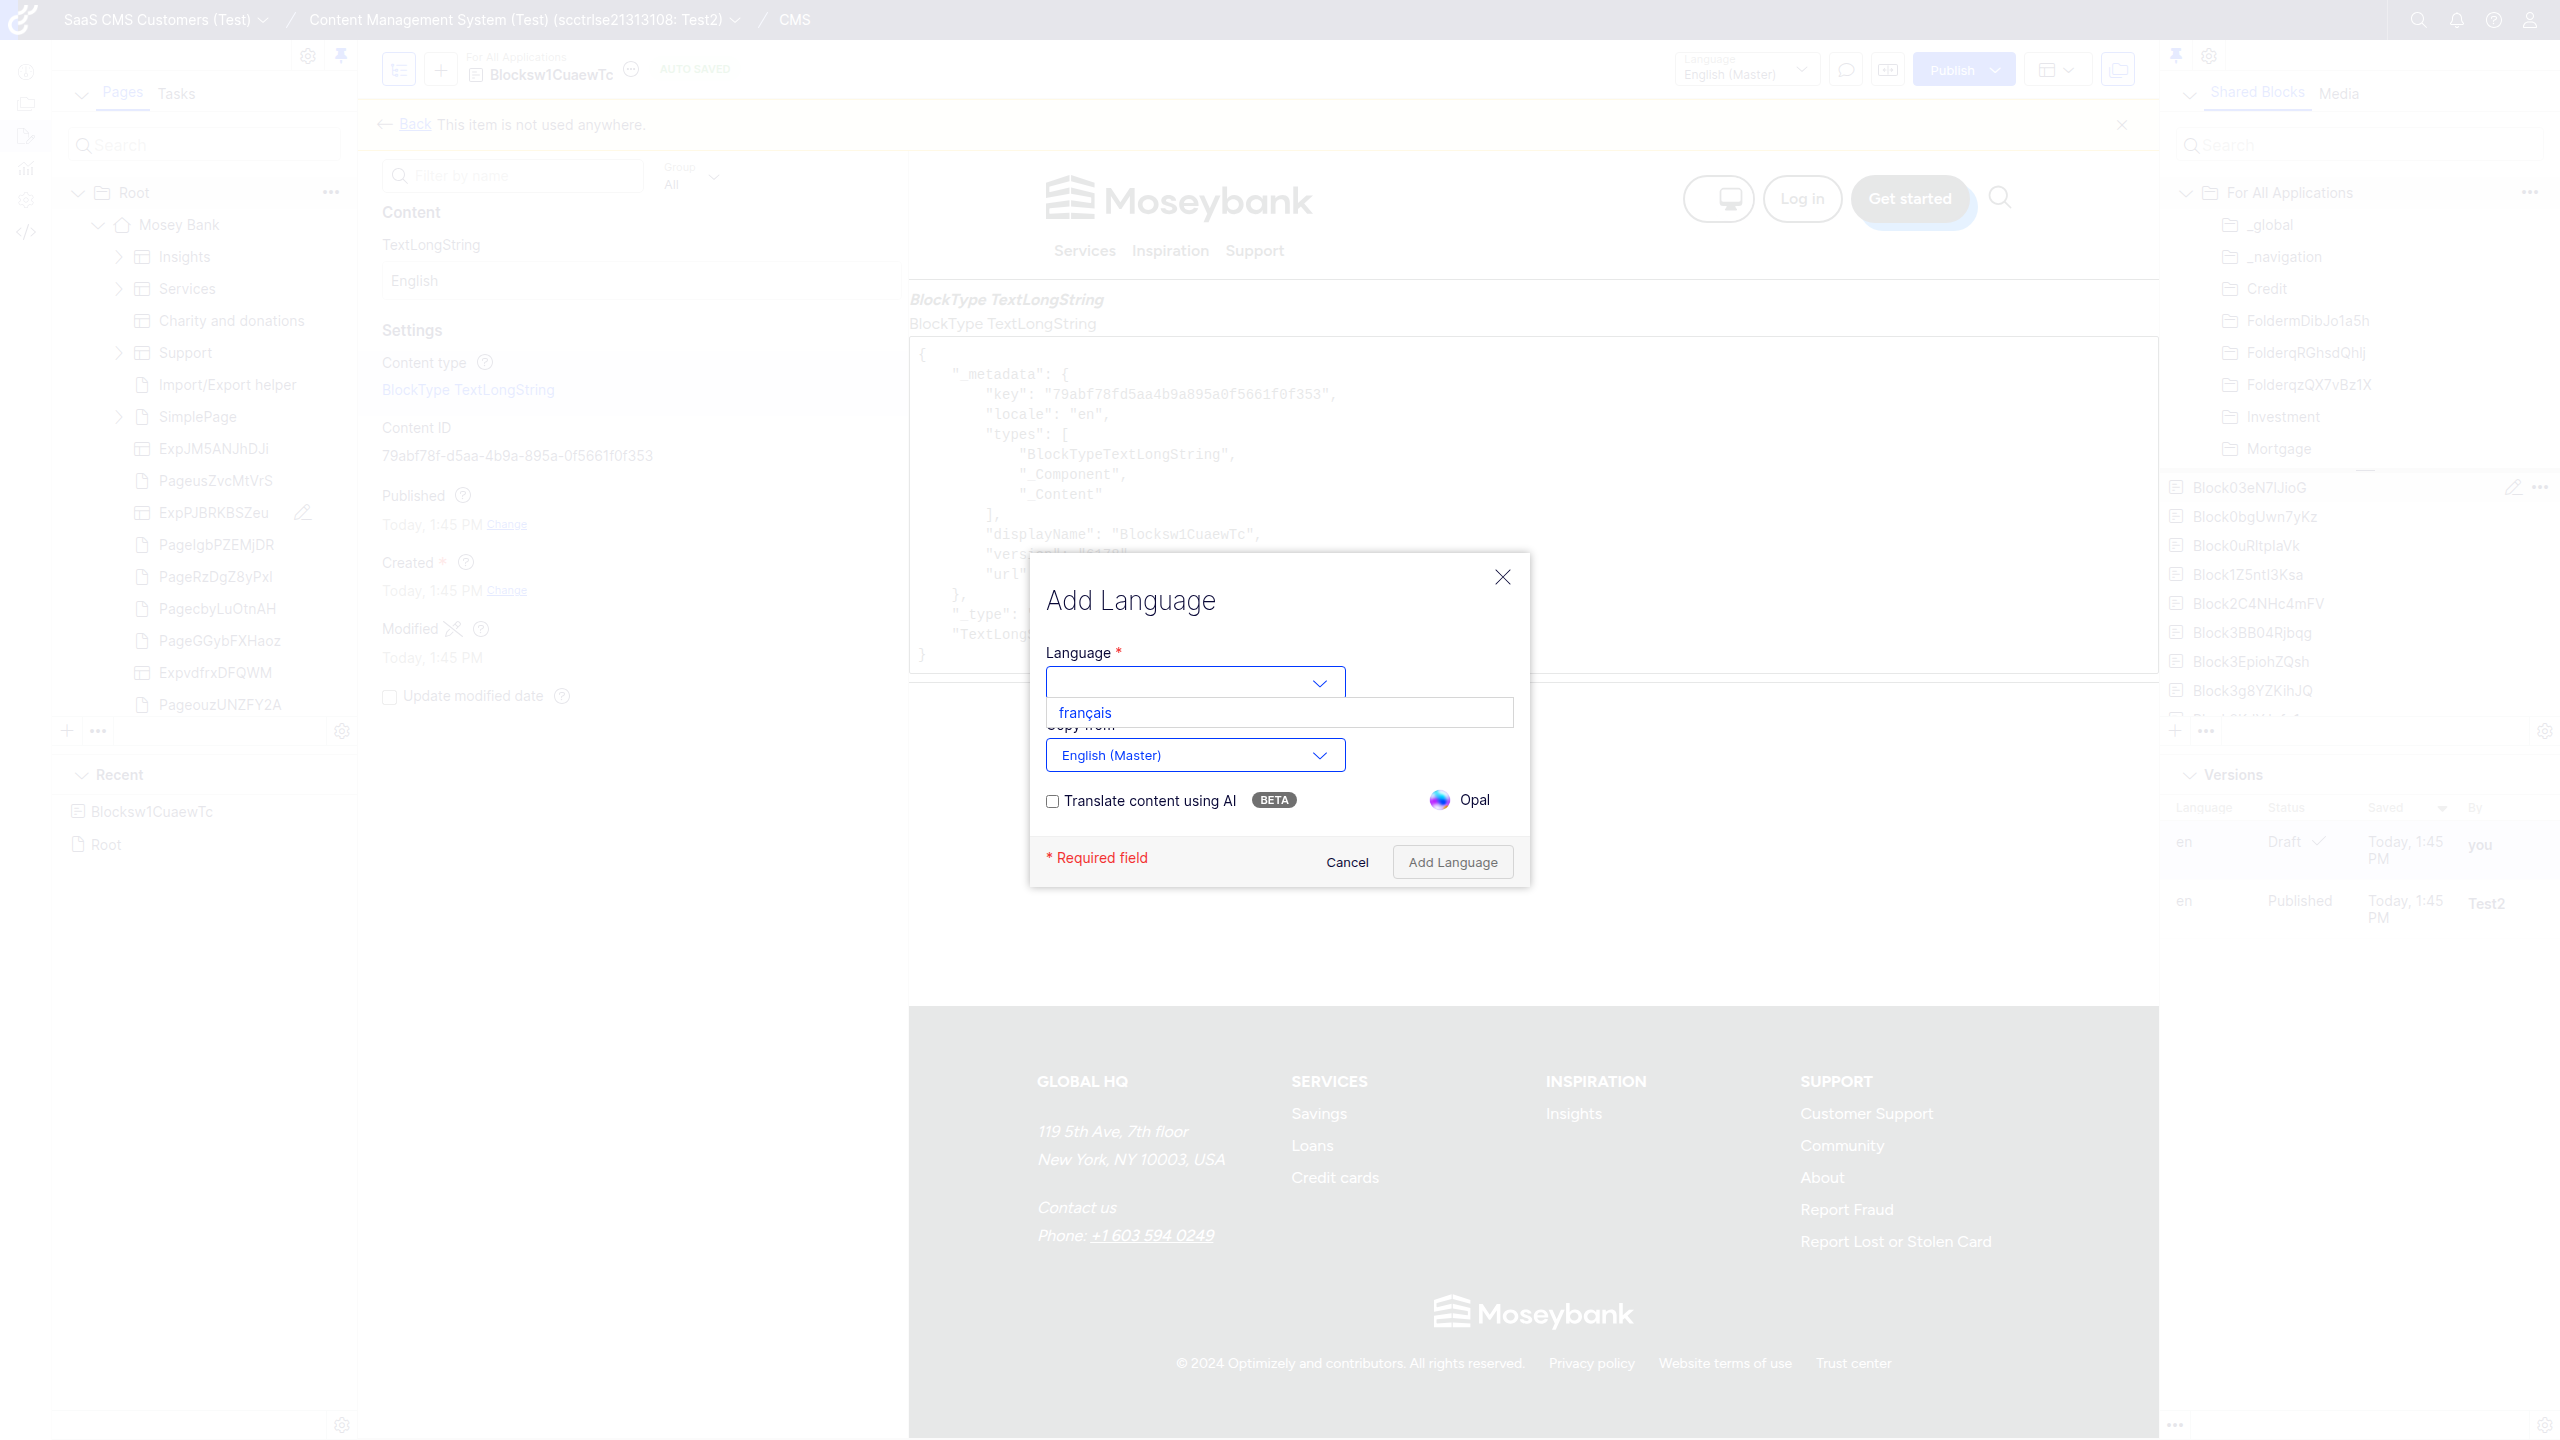 SaaS CMS Customers (Test) / Content Management System (Test) (scctrlse21313108: Test2) / CMS
Pages
Tasks
Search
Root
Mosey Bank
Insights
Services
Charity and donations
Support
Import/Export helper
SimplePage
ExpJM5ANJhDJl
PageusZvcMtVrS
ExpPJBRKBSZeu
PagelgbPZEMjDR
PageRzDgZ8yPxl
PagecbyLuOtnAH
PageGGybFXHaoz
ExpvdfrxDFQWM
PageouzUNZFY2A
Recent
Blocksw1CuaewTc
Root
For All Applications
Blocksw1CuaewTc
AUTO SAVED
Language
English (Master)
Publish
Back This item is not used anywhere.
Filter by name
Group
All
Content
TextLongString
English
Settings
Content type
BlockType TextLongString
Content ID
79abf78f-d5aa-4b9a-895a-0f5661f0f353
Published
Today, 1:45 PM Change
Created *
Today, 1:45 PM Change
Modified
Today, 1:45 PM
Update modified date
Moseybank
Log in
Get started
Services Inspiration Support
BlockType TextLongString
BlockType TextLongString
{
"_metadata": {
"key": "79abf78fd5aa4b9a895a0f5661f0f353",
"locale": "en",
"types": [
"BlockTypeTextLongString",
"_Component",
"_Content"
],
"displayName": "Blocksw1CuaewTc",
"url"
},
"_type":
}
Add Language
Language *
français
English (Master)
Translate content using AI BETA
Opal
* Required field
Cancel
Add Language
GLOBAL HQ
119 5th Ave, 7th floor
New York, NY 10003, USA
Contact us
Phone: +1 603 594 0249
SERVICES
Savings
Loans
Credit cards
INSPIRATION
Insights
SUPPORT
Customer Support
Community
About
Report Fraud
Report Lost or Stolen Card
Moseybank
© 2024 Optimizely and contributors. All rights reserved. Privacy policy Website terms of use Trust center
Shared Blocks
Media
Search
For All Applications
_global
_navigation
Credit
FoldermDibJo1a5h
FolderqRGhsdQhlj
FolderqzQX7vBz1X
Investment
Mortgage
Block03eN7lJioG
Block0bgUwn7yKz
Block0uRltplaVk
Block1Z5ntI3Ksa
Block2C4NHc4mFV
Block3BB04Rjbqg
Block3EpiohZQsh
Block3g8YZKihJQ
Versions
Language Status Saved By
en Draft Today, 1:45 PM you
en Published Today, 1:45 PM Test2